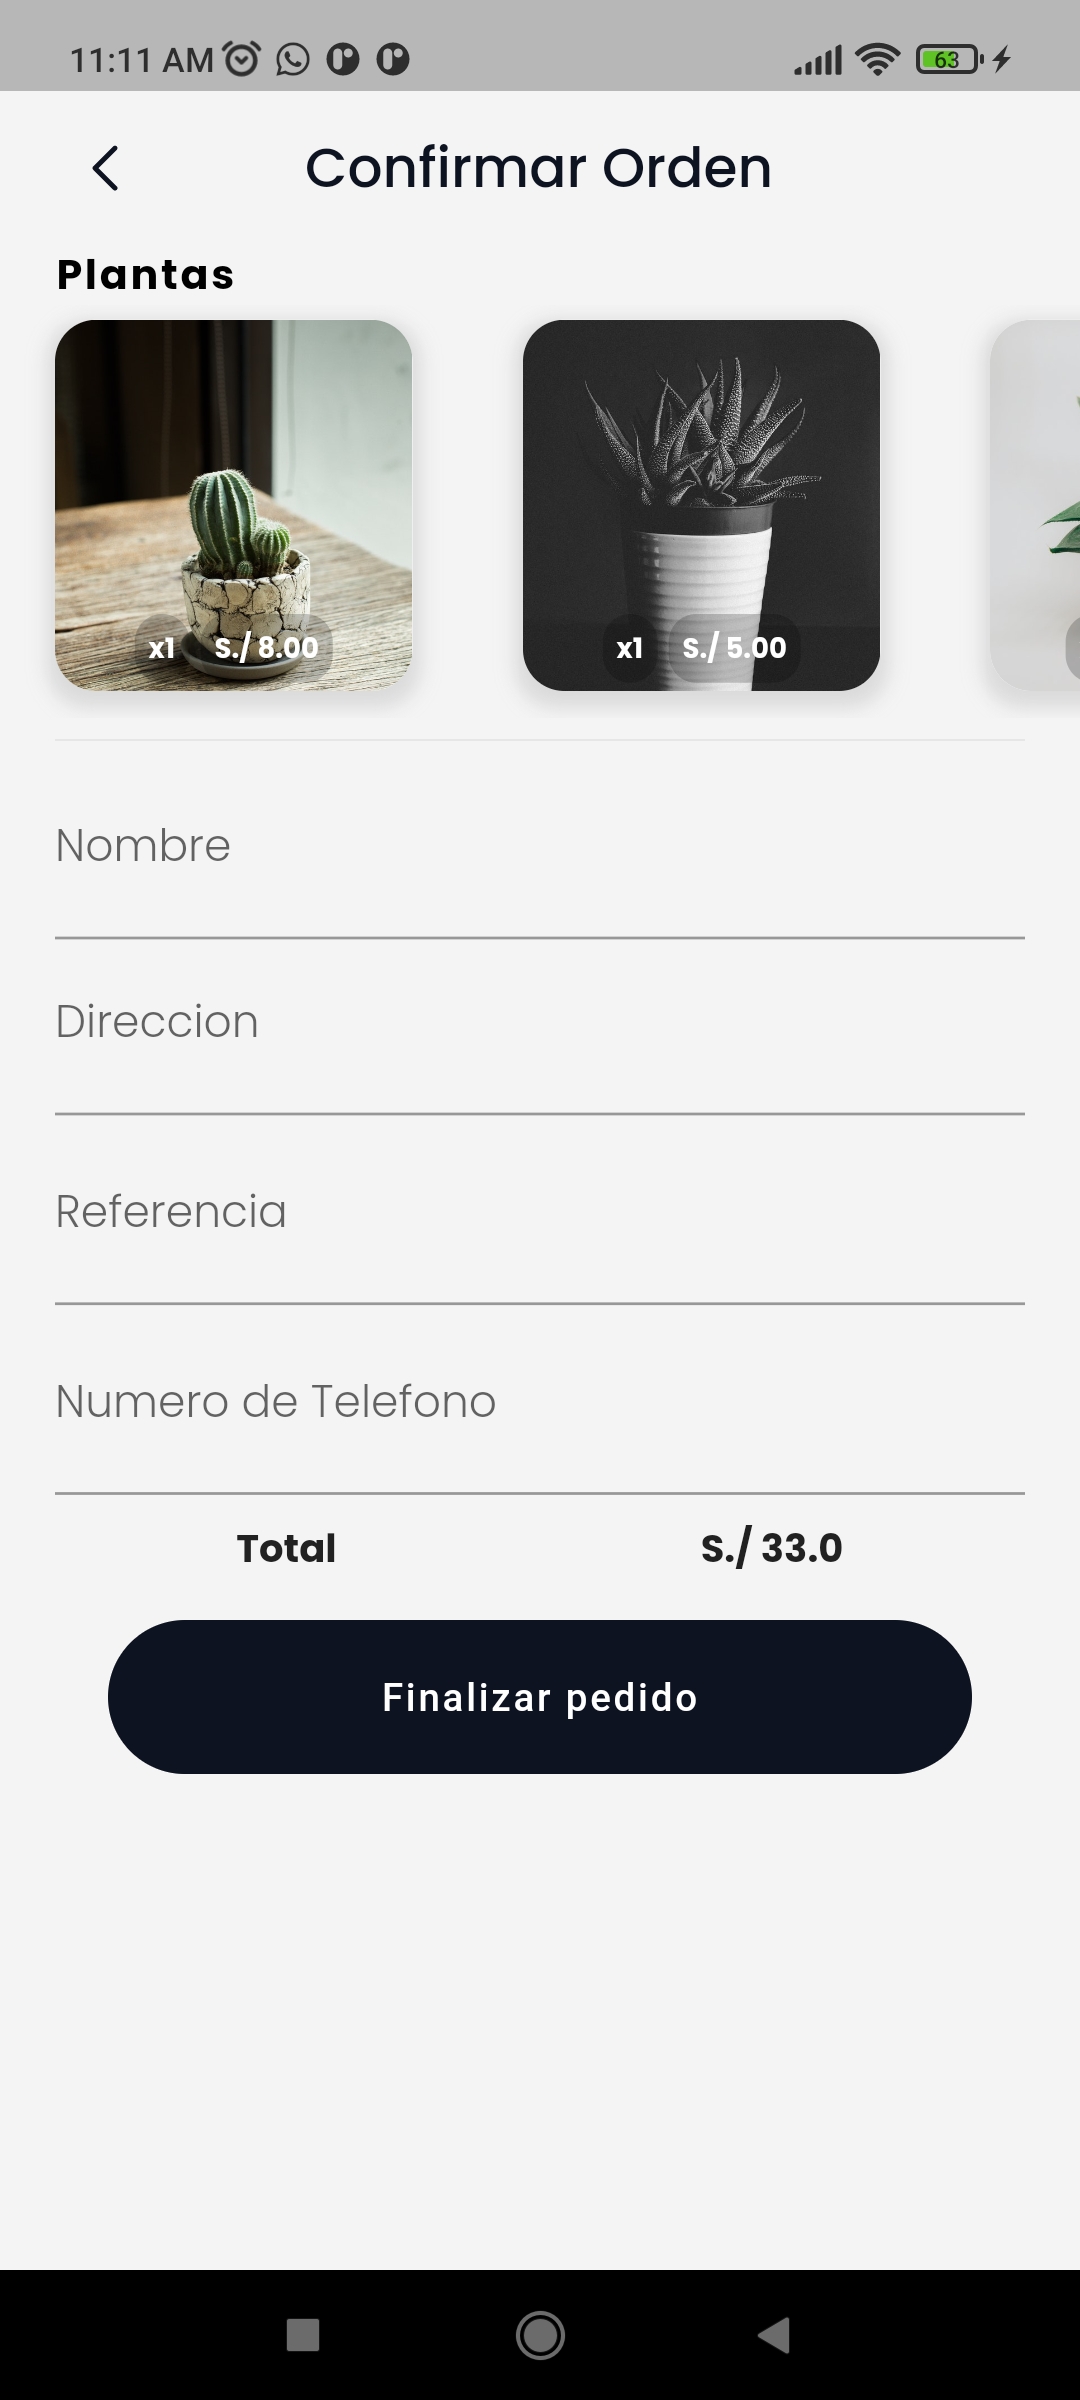 11:11 AM 63
Confirmar Orden
Plantas
x1 S./ 8.00 x1 S./ 5.00
Nombre
Direccion
Referencia
Numero de Telefono
Total S./ 33.0
Finalizar pedido